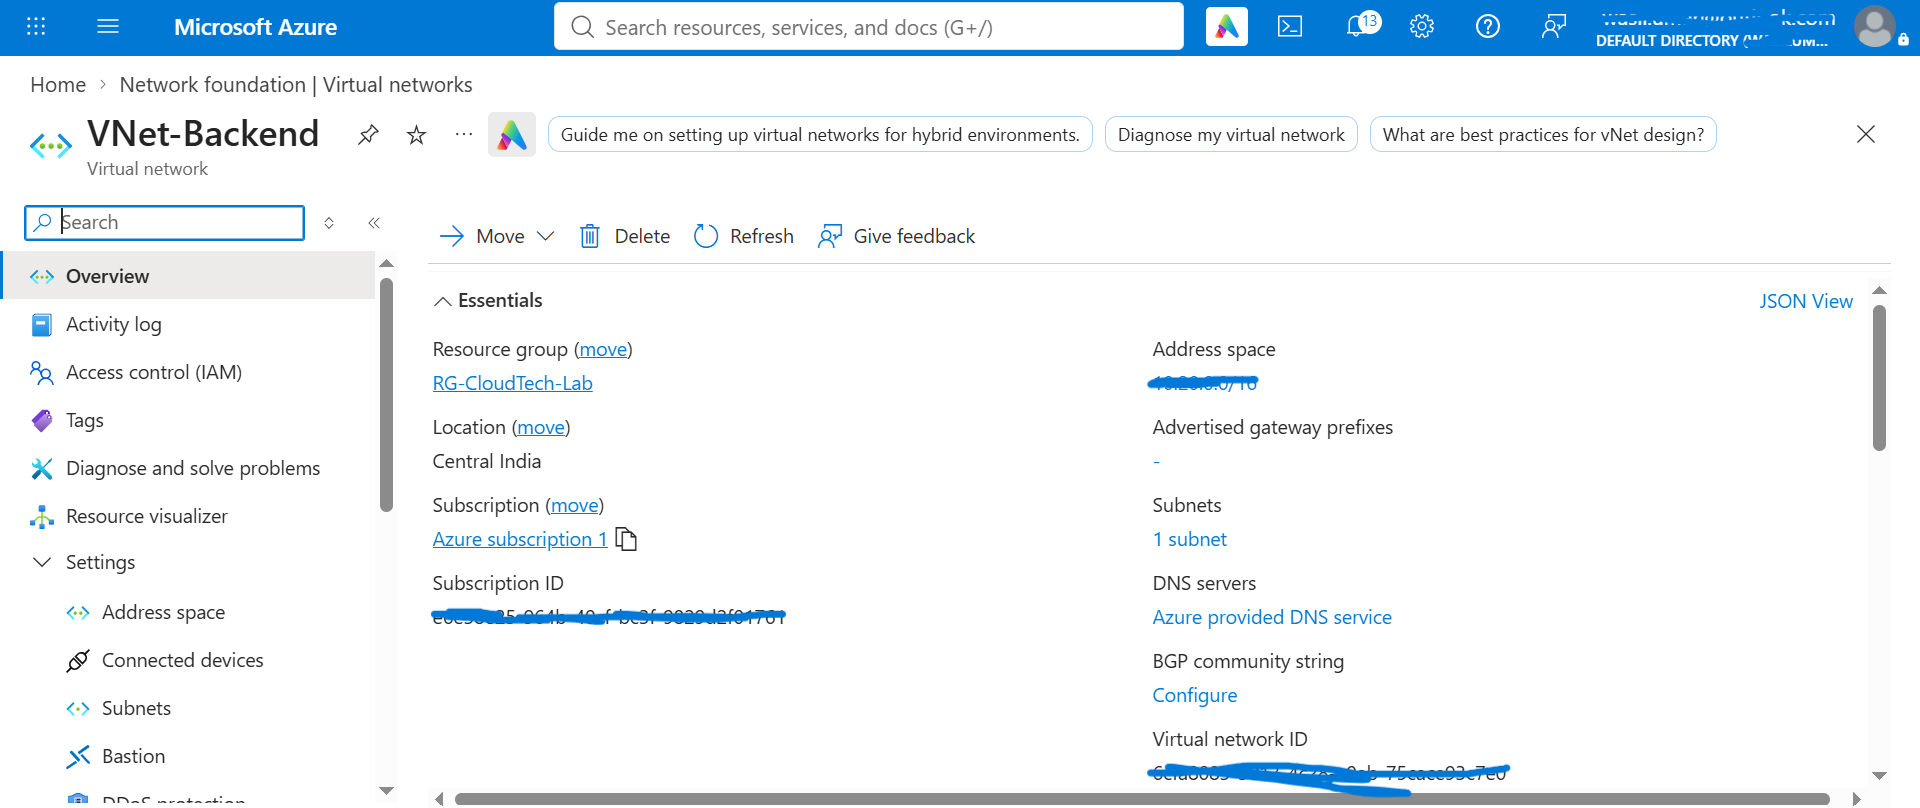 Microsoft Azure
Search resources, services, and docs (G+/)
13
DEFAULT DIRECTORY
Home > Network foundation | Virtual networks
VNet-Backend
Virtual network
Guide me on setting up virtual networks for hybrid environments.
Diagnose my virtual network
What are best practices for vNet design?
Search
Move
Delete
Refresh
Give feedback
Overview
Activity log
Access control (IAM)
Tags
Diagnose and solve problems
Resource visualizer
Settings
Address space
Connected devices
Subnets
Bastion
DDoS protection
Essentials
JSON View
Resource group (move)
RG-CloudTech-Lab
Location (move)
Central India
Subscription (move)
Azure subscription 1
Subscription ID
Address space
Advertised gateway prefixes
-
Subnets
1 subnet
DNS servers
Azure provided DNS service
BGP community string
Configure
Virtual network ID